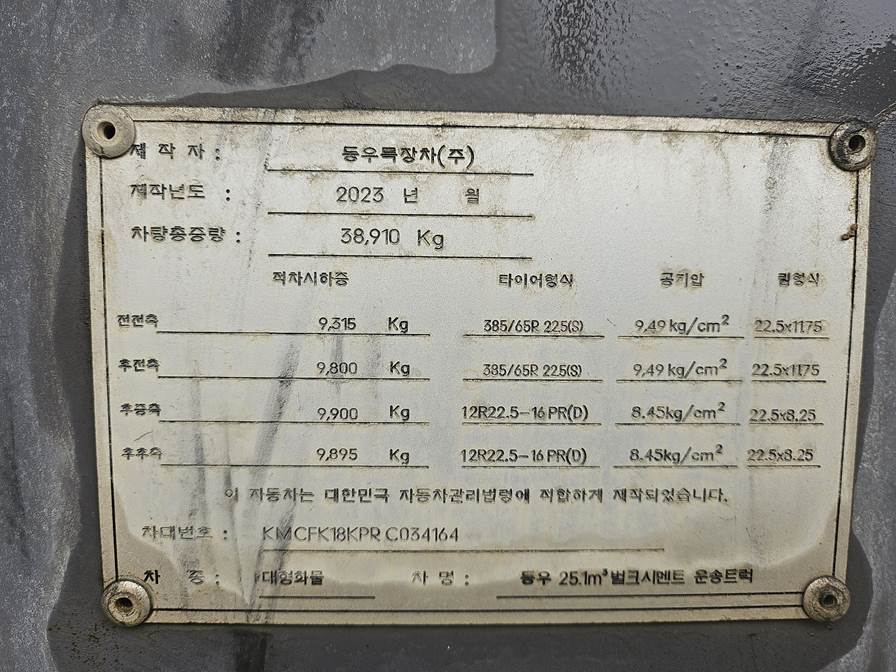 제 작 자 : 동우특장차(주)
제작년도 : 2023 년 월
차량총중량 : 38,910 Kg
적차시하중 타이어형식 공기압 림형식
전전축 9,315 Kg 385/65R 22.5(S) 9,49 kg/cm² 22.5x11.75
후전축 9,800 Kg 385/65R 22.5(S) 9,49 kg/cm² 22.5x11.75
후중축 9,900 Kg 12R22.5-16 PR(D) 8.45kg/cm² 22.5x8.25
후후축 9,895 Kg 12R22.5-16 PR(D) 8.45kg/cm² 22.5x8.25
이 자동차는 대한민국 자동차관리법령에 적합하게 제작되었습니다.
차대번호 : KMCFK18KPRC034164
차 종 : 대형화물 차 명 : 동우 25.1m³ 벌크시멘트 운송트럭